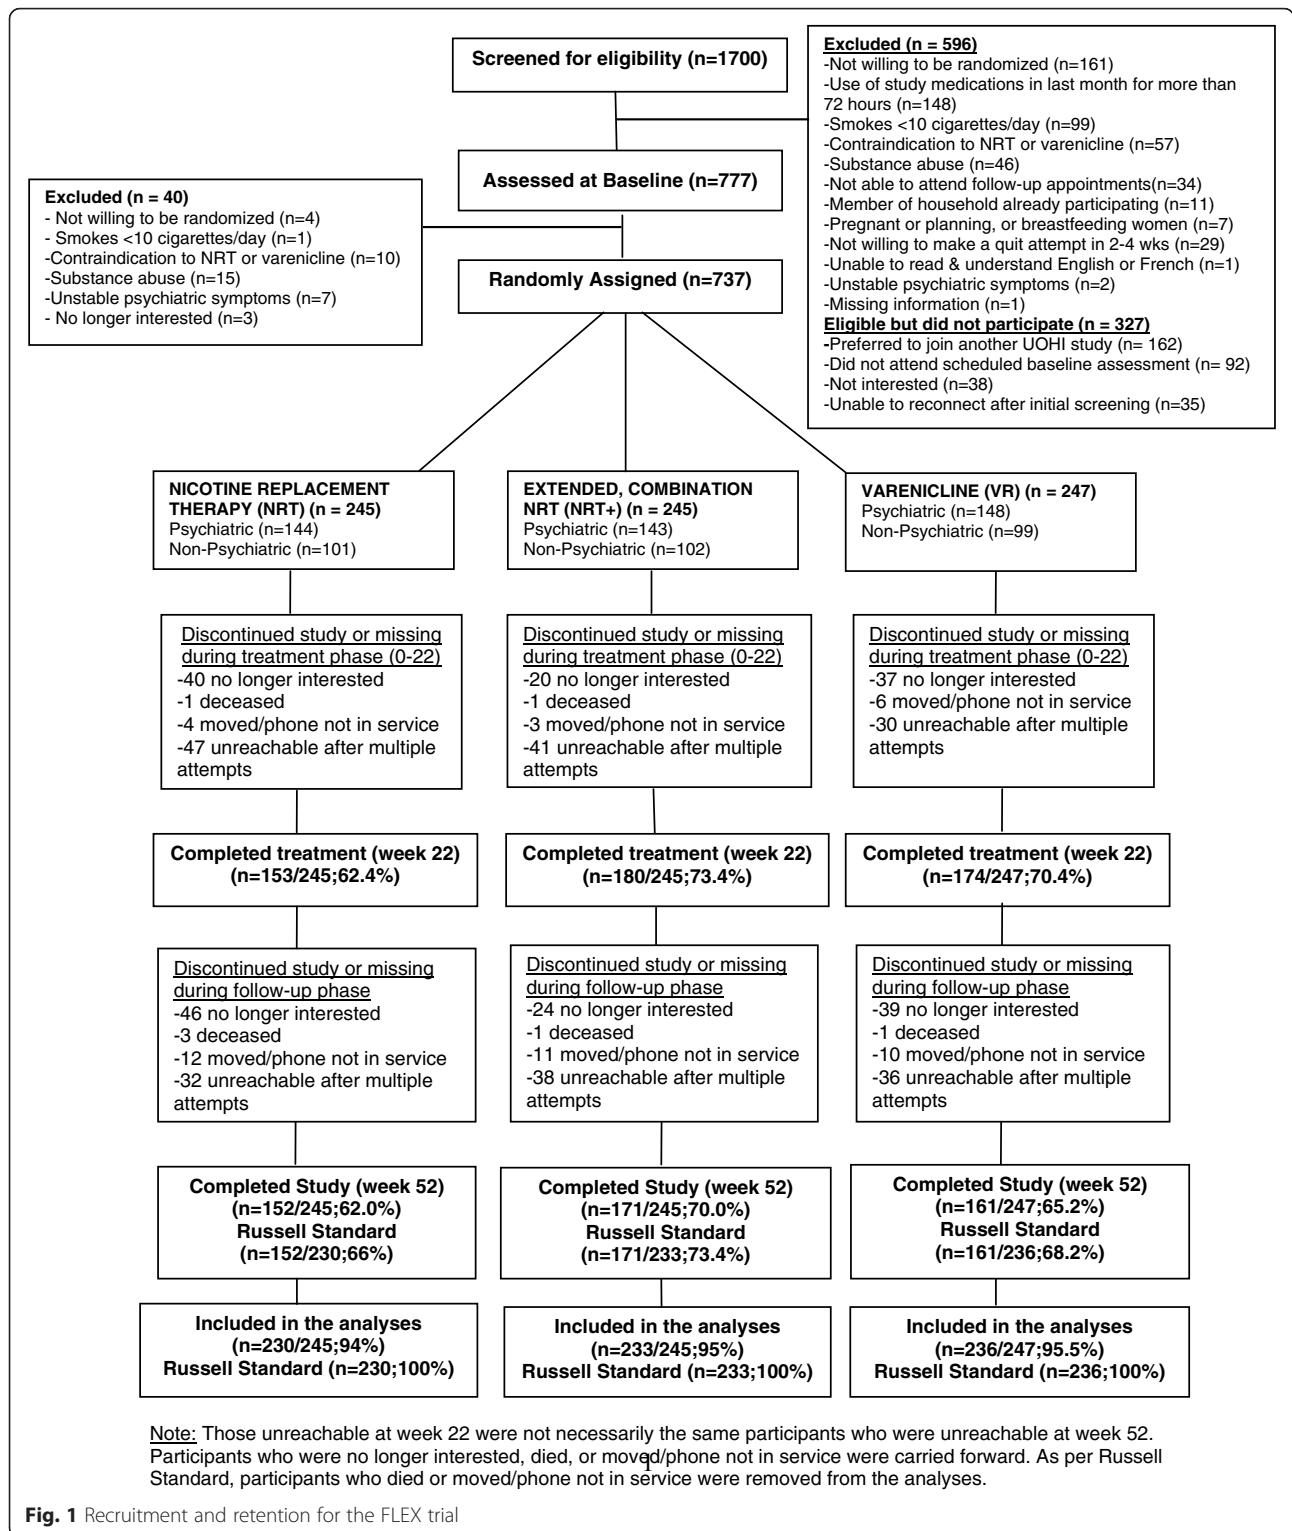 Screened for eligibility (n=1700)
Excluded (n = 596)
-Not willing to be randomized (n=161)
-Use of study medications in last month for more than
72 hours (n=148)
-Smokes <10 cigarettes/day (n=99)
-Contraindication to NRT or varenicline (n=57)
-Substance abuse (n=46)
-Not able to attend follow-up appointments(n=34)
-Member of household already participating (n=11)
-Pregnant or planning, or breastfeeding women (n=7)
-Not willing to make a quit attempt in 2-4 wks (n=29)
-Unable to read & understand English or French (n=1)
-Unstable psychiatric symptoms (n=2)
-Missing information (n=1)
Eligible but did not participate (n = 327)
-Preferred to join another UOHI study (n= 162)
-Did not attend scheduled baseline assessment (n= 92)
-Not interested (n=38)
-Unable to reconnect after initial screening (n=35)
Assessed at Baseline (n=777)
Excluded (n = 40)
- Not willing to be randomized (n=4)
- Smokes <10 cigarettes/day (n=1)
-Contraindication to NRT or varenicline (n=10)
-Substance abuse (n=15)
-Unstable psychiatric symptoms (n=7)
- No longer interested (n=3)
Randomly Assigned (n=737)
NICOTINE REPLACEMENT
THERAPY (NRT) (n = 245)
Psychiatric (n=144)
Non-Psychiatric (n=101)
EXTENDED, COMBINATION
NRT (NRT+) (n = 245)
Psychiatric (n=143)
Non-Psychiatric (n=102)
VARENICLINE (VR) (n = 247)
Psychiatric (n=148)
Non-Psychiatric (n=99)
Discontinued study or missing
during treatment phase (0-22)
-40 no longer interested
-1 deceased
-4 moved/phone not in service
-47 unreachable after multiple
attempts
Discontinued study or missing
during treatment phase (0-22)
-20 no longer interested
-1 deceased
-3 moved/phone not in service
-41 unreachable after multiple
attempts
Discontinued study or missing
during treatment phase (0-22)
-37 no longer interested
-6 moved/phone not in service
-30 unreachable after multiple
attempts
Completed treatment (week 22)
(n=153/245;62.4%)
Completed treatment (week 22)
(n=180/245;73.4%)
Completed treatment (week 22)
(n=174/247;70.4%)
Discontinued study or missing
during follow-up phase
-46 no longer interested
-3 deceased
-12 moved/phone not in service
-32 unreachable after multiple
attempts
Discontinued study or missing
during follow-up phase
-24 no longer interested
-1 deceased
-11 moved/phone not in service
-38 unreachable after multiple
attempts
Discontinued study or missing
during follow-up phase
-39 no longer interested
-1 deceased
-10 moved/phone not in service
-36 unreachable after multiple
attempts
Completed Study (week 52)
(n=152/245;62.0%)
Russell Standard
(n=152/230;66%)
Completed Study (week 52)
(n=171/245;70.0%)
Russell Standard
(n=171/233;73.4%)
Completed Study (week 52)
(n=161/247;65.2%)
Russell Standard
(n=161/236;68.2%)
Included in the analyses
(n=230/245;94%)
Russell Standard (n=230;100%)
Included in the analyses
(n=233/245;95%)
Russell Standard (n=233;100%)
Included in the analyses
(n=236/247;95.5%)
Russell Standard (n=236;100%)
Note: Those unreachable at week 22 were not necessarily the same participants who were unreachable at week 52.
Participants who were no longer interested, died, or moved/phone not in service were carried forward. As per Russell
Standard, participants who died or moved/phone not in service were removed from the analyses.
1
Fig. 1 Recruitment and retention for the FLEX trial